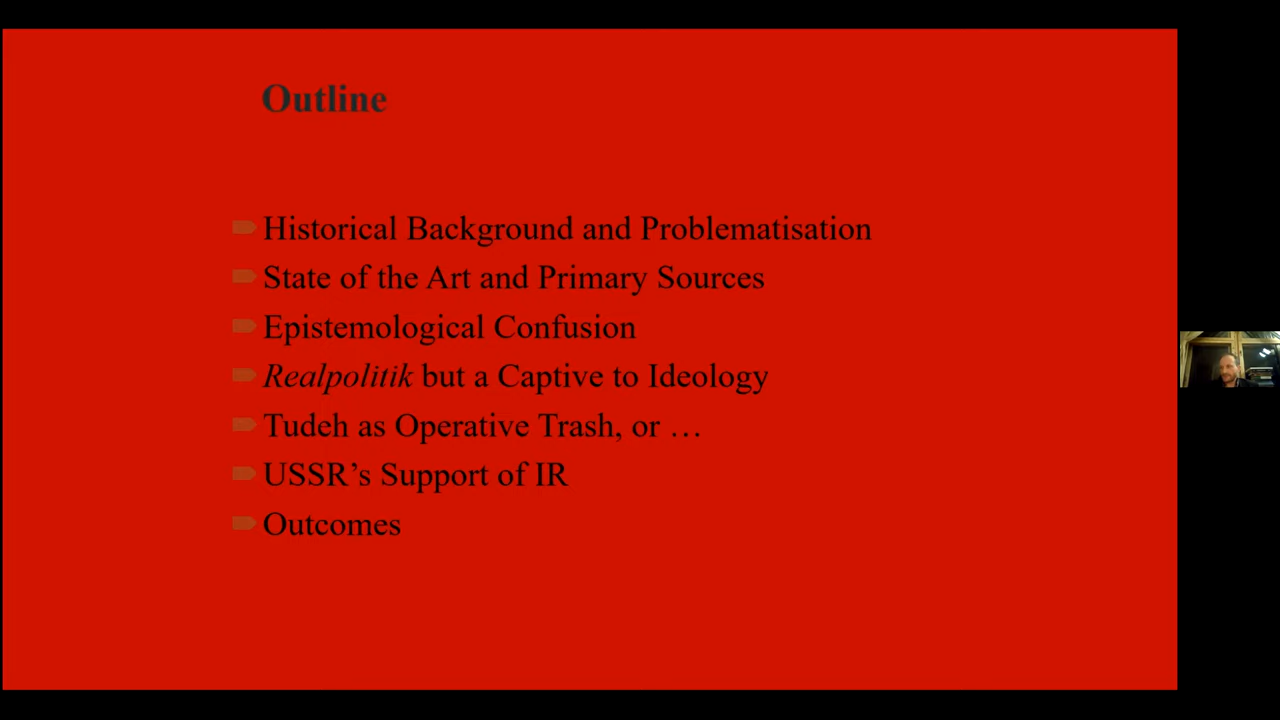 Outline
Historical Background and Problematisation
State of the Art and Primary Sources
Epistemological Confusion
Realpolitik but a Captive to Ideology
Tudeh as Operative Trash, or …
USSR’s Support of IR
Outcomes